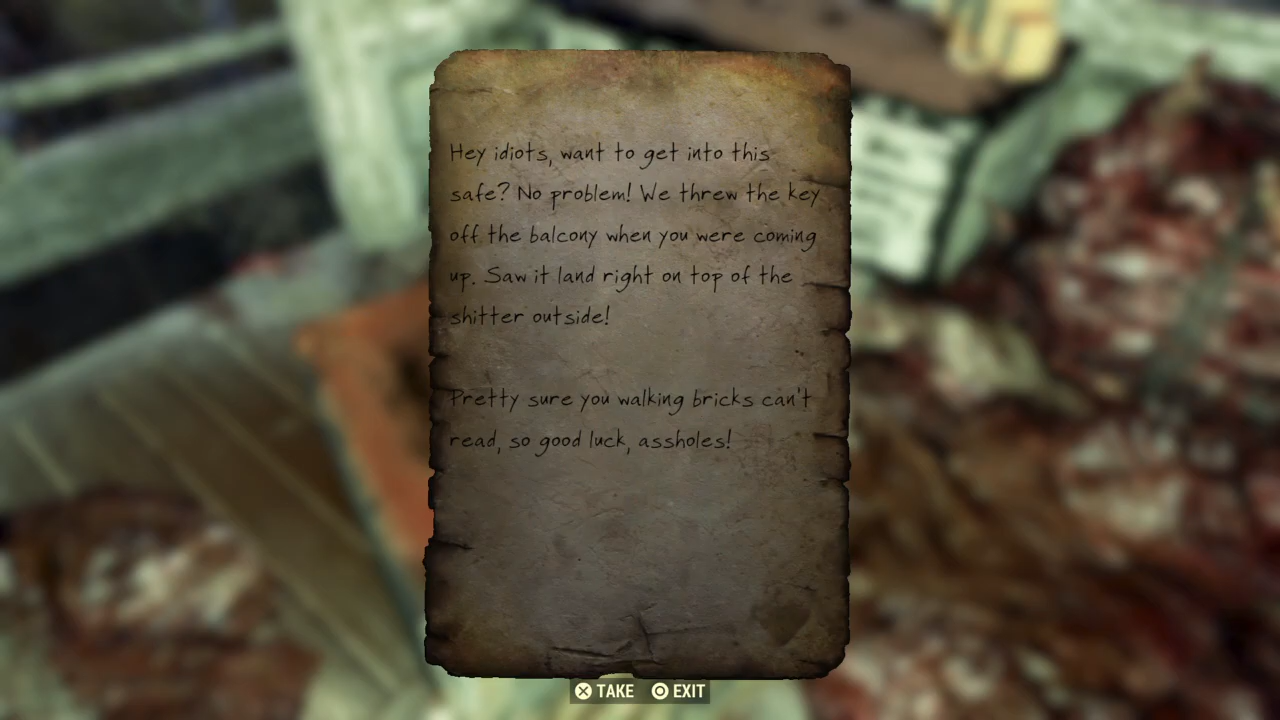 Hey idiots, want to get into this
safe? No problem! We threw the key
off the balcony when you were coming
up. Saw it land right on top of the
shitter outside!
Pretty sure you walking bricks can't
read, so good luck, assholes!
TAKE EXIT